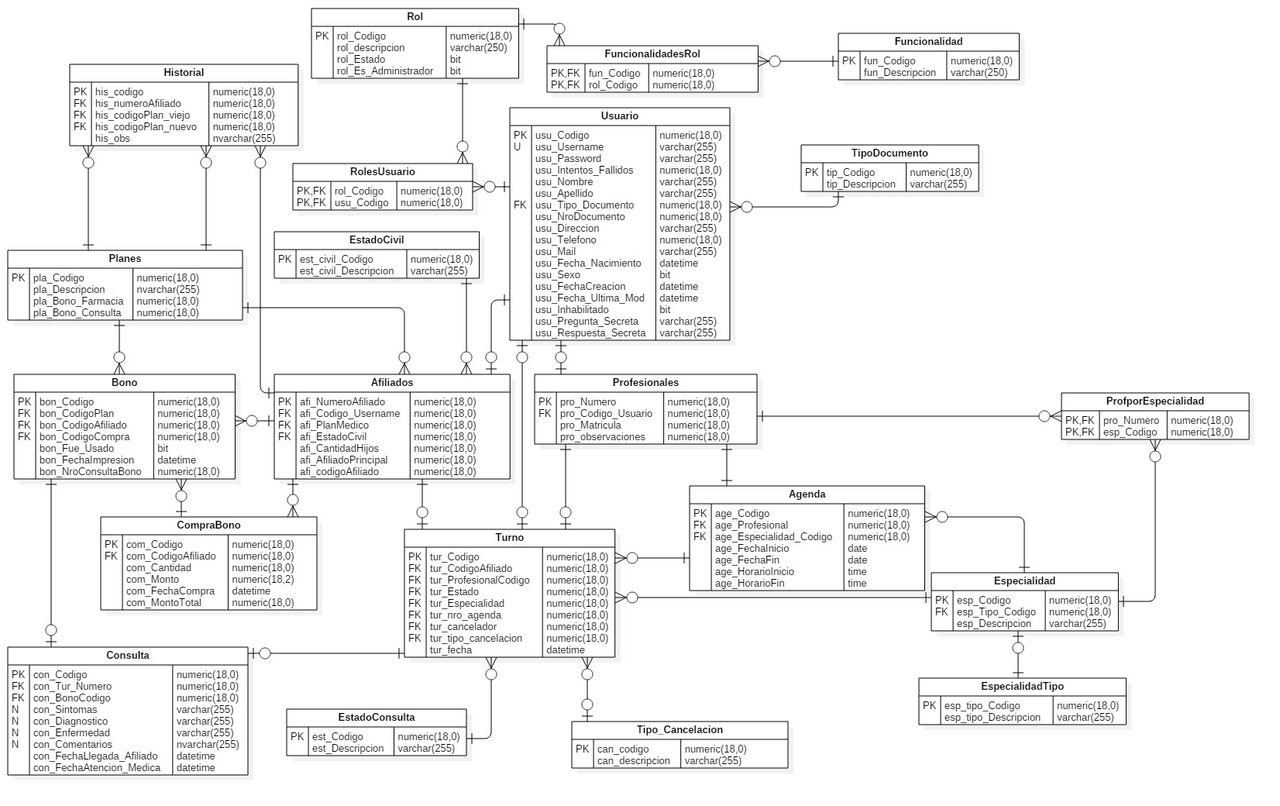 Rol
PK rol_Codigo numeric(18,0)
rol_descripcion varchar(250)
rol_Estado bit
rol_Es_Administrador bit
FuncionalidadesRol
PK,FK fun_Codigo numeric(18,0)
PK,FK rol_Codigo numeric(18,0)
Funcionalidad
PK fun_Codigo numeric(18,0)
fun_Descripcion varchar(250)
Historial
PK his_codigo numeric(18,0)
FK his_numeroAfiliado numeric(18,0)
FK his_codigoPlan_viejo numeric(18,0)
FK his_codigoPlan_nuevo numeric(18,0)
his_obs nvarchar(255)
Usuario
PK usu_Codigo numeric(18,0)
U usu_Username varchar(255)
usu_Password varchar(255)
usu_Intentos_Fallidos numeric(18,0)
usu_Nombre varchar(255)
usu_Apellido varchar(255)
FK usu_Tipo_Documento numeric(18,0)
usu_NroDocumento numeric(18,0)
usu_Direccion varchar(255)
usu_Telefono numeric(18,0)
usu_Mail varchar(255)
usu_Fecha_Nacimiento datetime
usu_Sexo bit
usu_FechaCreacion datetime
usu_Fecha_Ultima_Mod datetime
usu_Inhabilitado bit
usu_Pregunta_Secreta varchar(255)
usu_Respuesta_Secreta varchar(255)
TipoDocumento
PK tip_Codigo numeric(18,0)
tip_Descripcion varchar(255)
RolesUsuario
PK,FK rol_Codigo numeric(18,0)
PK,FK usu_Codigo numeric(18,0)
EstadoCivil
PK est_civil_Codigo numeric(18,0)
est_civil_Descripcion varchar(255)
Planes
PK pla_Codigo numeric(18,0)
pla_Descripcion nvarchar(255)
pla_Bono_Farmacia numeric(18,0)
pla_Bono_Consulta numeric(18,0)
Bono
PK bon_Codigo numeric(18,0)
FK bon_CodigoPlan numeric(18,0)
FK bon_CodigoAfiliado numeric(18,0)
FK bon_CodigoCompra numeric(18,0)
bon_Fue_Usado bit
bon_FechaImpresion datetime
bon_NroConsultaBono numeric(18,0)
Afiliados
PK afi_NumeroAfiliado numeric(18,0)
FK afi_Codigo_Username numeric(18,0)
FK afi_PlanMedico numeric(18,0)
FK afi_EstadoCivil numeric(18,0)
afi_CantidadHijos numeric(18,0)
afi_AfiliadoPrincipal numeric(18,0)
afi_codigoAfiliado numeric(18,0)
Profesionales
PK pro_Numero numeric(18,0)
FK pro_Codigo_Usuario numeric(18,0)
pro_Matricula numeric(18,0)
pro_observaciones numeric(18,0)
ProfporEspecialidad
PK,FK pro_Numero numeric(18,0)
PK,FK esp_Codigo numeric(18,0)
CompraBono
PK com_Codigo numeric(18,0)
FK com_CodigoAfiliado numeric(18,0)
com_Cantidad numeric(18,0)
com_Monto numeric(18,2)
com_FechaCompra datetime
com_MontoTotal numeric(18,0)
Agenda
PK age_Codigo numeric(18,0)
FK age_Profesional numeric(18,0)
FK age_Especialidad_Codigo numeric(18,0)
age_FechaInicio date
age_FechaFin date
age_HorarioInicio time
age_HorarioFin time
Turno
PK tur_Codigo numeric(18,0)
FK tur_CodigoAfiliado numeric(18,0)
FK tur_ProfesionalCodigo numeric(18,0)
FK tur_Estado numeric(18,0)
FK tur_Especialidad numeric(18,0)
FK tur_nro_agenda numeric(18,0)
FK tur_cancelador numeric(18,0)
FK tur_tipo_cancelacion numeric(18,0)
tur_fecha datetime
Especialidad
PK esp_Codigo numeric(18,0)
FK esp_Tipo_Codigo numeric(18,0)
esp_Descripcion varchar(255)
Consulta
PK con_Codigo numeric(18,0)
FK con_Tur_Numero numeric(18,0)
FK con_BonoCodigo numeric(18,0)
N con_Sintomas varchar(255)
N con_Diagnostico varchar(255)
N con_Enfermedad varchar(255)
N con_Comentarios nvarchar(255)
con_FechaLlegada_Afiliado datetime
con_FechaAtencion_Medica datetime
EspecialidadTipo
PK esp_tipo_Codigo numeric(18,0)
esp_tipo_Descripcion varchar(255)
EstadoConsulta
PK est_Codigo numeric(18,0)
est_Descripcion varchar(255)
Tipo_Cancelacion
PK can_codigo numeric(18,0)
can_descripcion varchar(255)